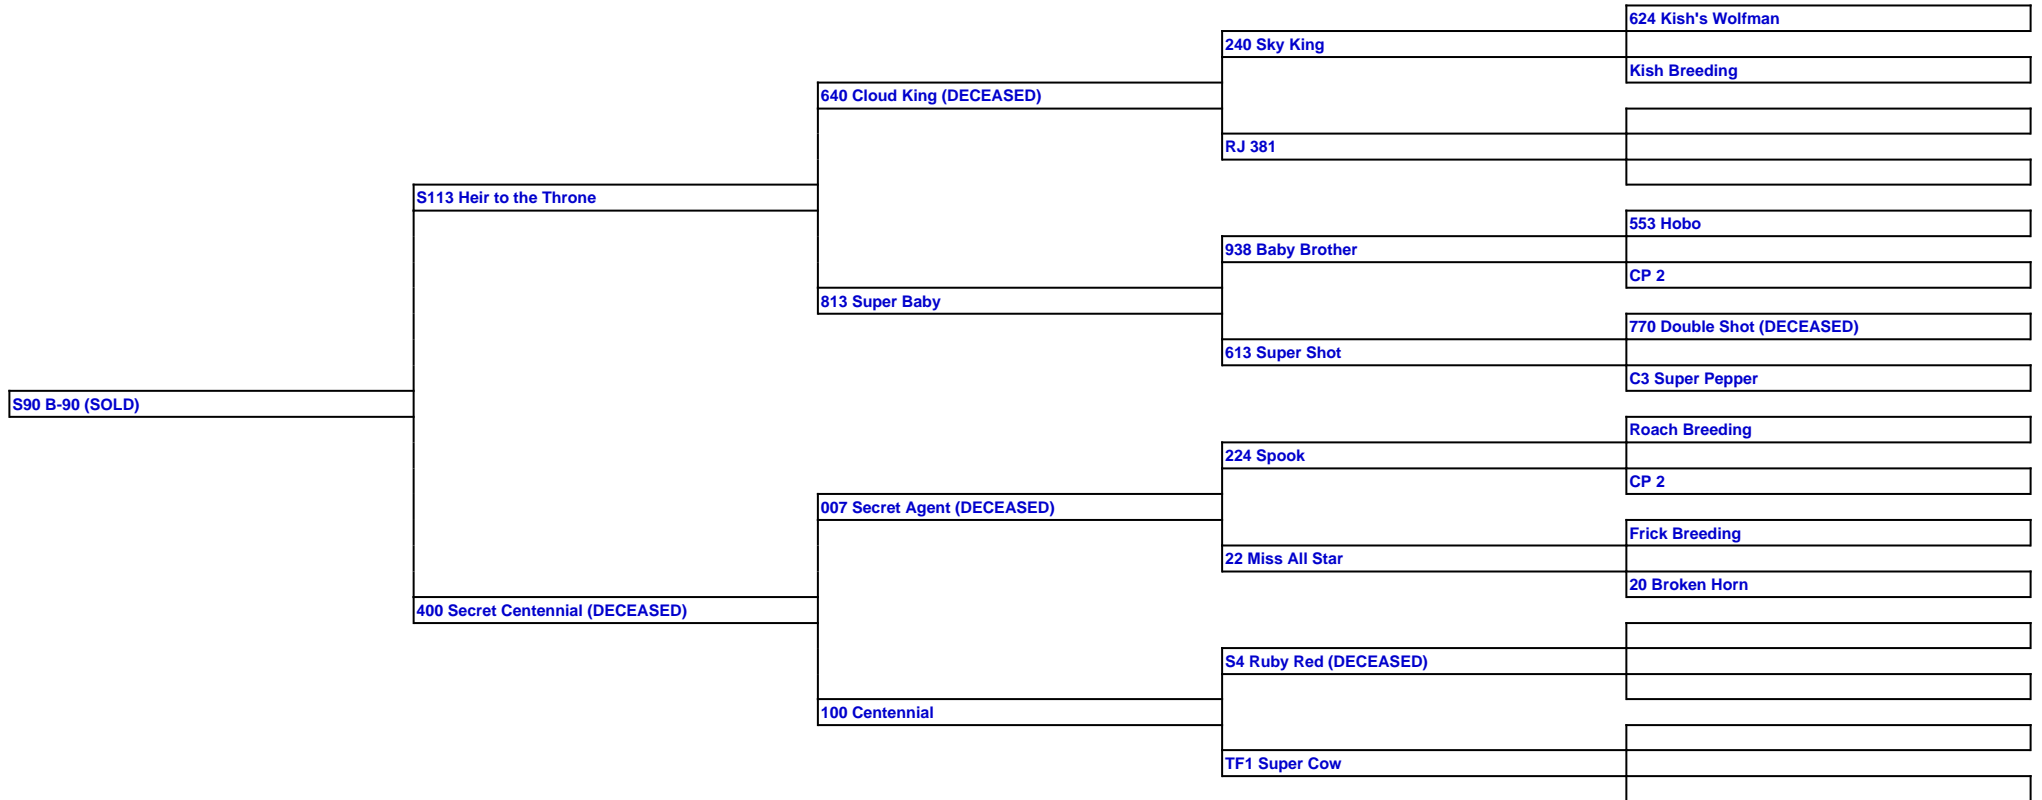 624 Kish's Wolfman
240 Sky King
Kish Breeding
640 Cloud King (DECEASED)
RJ 381
S113 Heir to the Throne
553 Hobo
938 Baby Brother
CP 2
813 Super Baby
770 Double Shot (DECEASED)
613 Super Shot
C3 Super Pepper
S90 B-90 (SOLD)
Roach Breeding
224 Spook
CP 2
007 Secret Agent (DECEASED)
Frick Breeding
22 Miss All Star
20 Broken Horn
400 Secret Centennial (DECEASED)
S4 Ruby Red (DECEASED)
100 Centennial
TF1 Super Cow